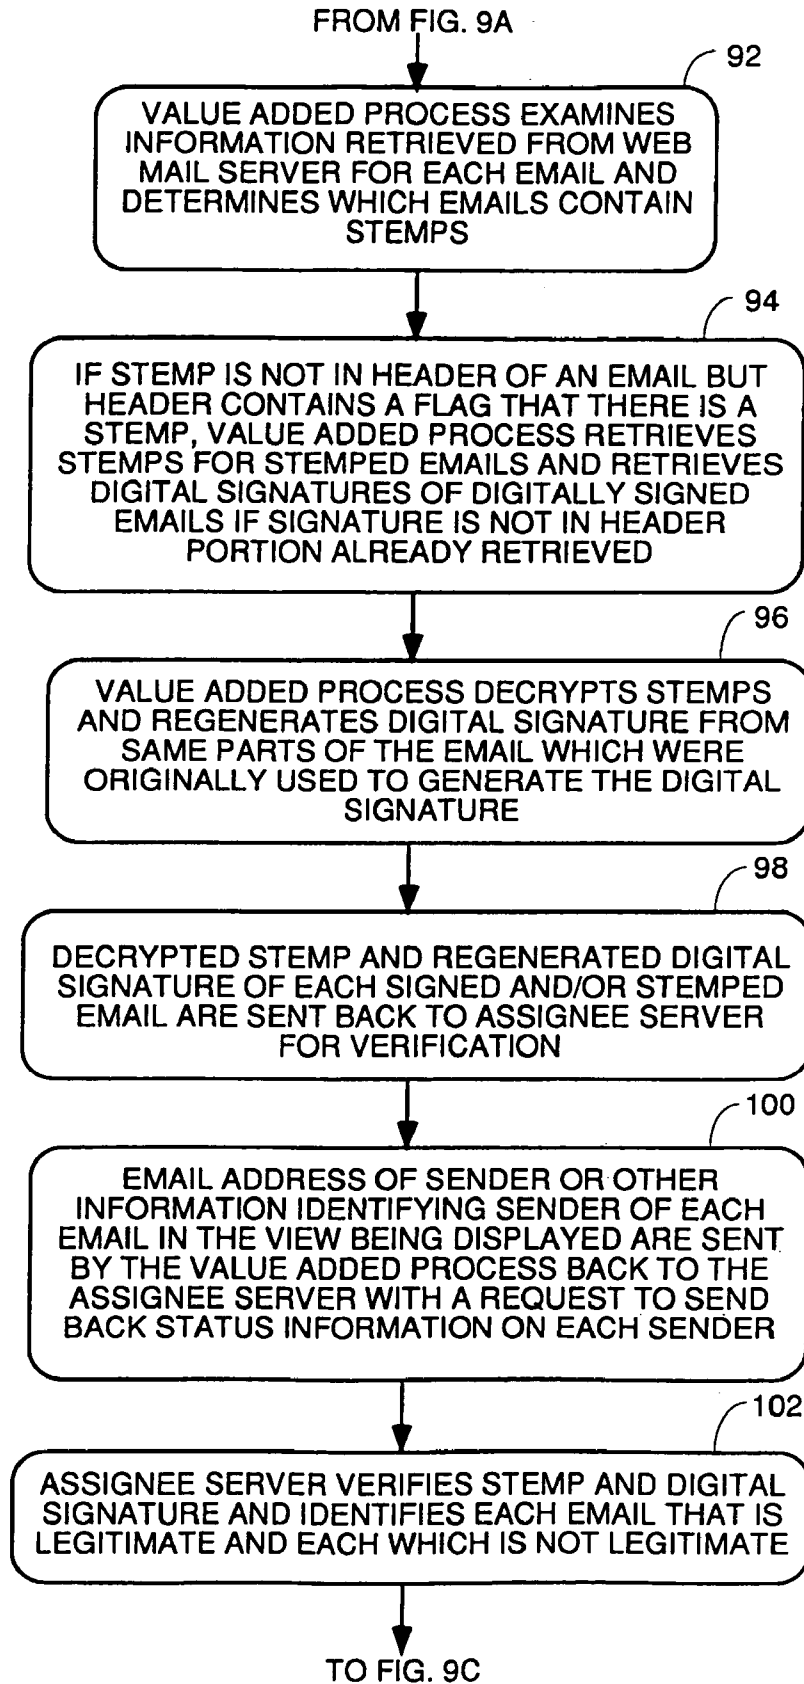 FROM FIG. 9A
92
VALUE ADDED PROCESS EXAMINES
INFORMATION RETRIEVED FROM WEB
MAIL SERVER FOR EACH EMAIL AND
DETERMINES WHICH EMAILS CONTAIN
STEMPS
94
IF STEMP IS NOT IN HEADER OF AN EMAIL BUT
HEADER CONTAINS A FLAG THAT THERE IS A
STEMP, VALUE ADDED PROCESS RETRIEVES
STEMPS FOR STEMPED EMAILS AND RETRIEVES
DIGITAL SIGNATURES OF DIGITALLY SIGNED
EMAILS IF SIGNATURE IS NOT IN HEADER
PORTION ALREADY RETRIEVED
96
VALUE ADDED PROCESS DECRYPTS STEMPS
AND REGENERATES DIGITAL SIGNATURE FROM
SAME PARTS OF THE EMAIL WHICH WERE
ORIGINALLY USED TO GENERATE THE DIGITAL
SIGNATURE
98
DECRYPTED STEMP AND REGENERATED DIGITAL
SIGNATURE OF EACH SIGNED AND/OR STEMPED
EMAIL ARE SENT BACK TO ASSIGNEE SERVER
FOR VERIFICATION
100
EMAIL ADDRESS OF SENDER OR OTHER
INFORMATION IDENTIFYING SENDER OF EACH
EMAIL IN THE VIEW BEING DISPLAYED ARE SENT
BY THE VALUE ADDED PROCESS BACK TO THE
ASSIGNEE SERVER WITH A REQUEST TO SEND
BACK STATUS INFORMATION ON EACH SENDER
102
ASSIGNEE SERVER VERIFIES STEMP AND DIGITAL
SIGNATURE AND IDENTIFIES EACH EMAIL THAT IS
LEGITIMATE AND EACH WHICH IS NOT LEGITIMATE
TO FIG. 9C